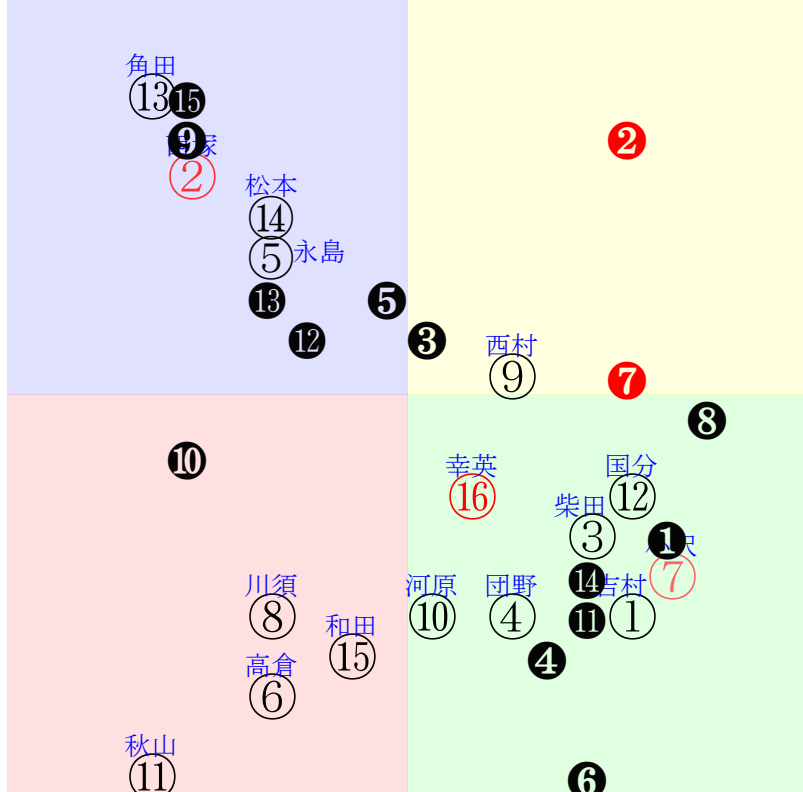 角田
⑬ ⓯
❾
塚
② ❷
松本
⑭
⑤ 永島
⓭ ❺
⓬ ❸ 西村
⑨ ❼
❽
❿
幸英 国分
⑯ ⑫
柴田
③ ❶ 沢
⑦
川須 河原 団野 ⓮ 吉村
⑧ ⑩ ④ ⓫ ①
和田
⑮ ❹
高倉
⑥
秋山
⑪ ❻